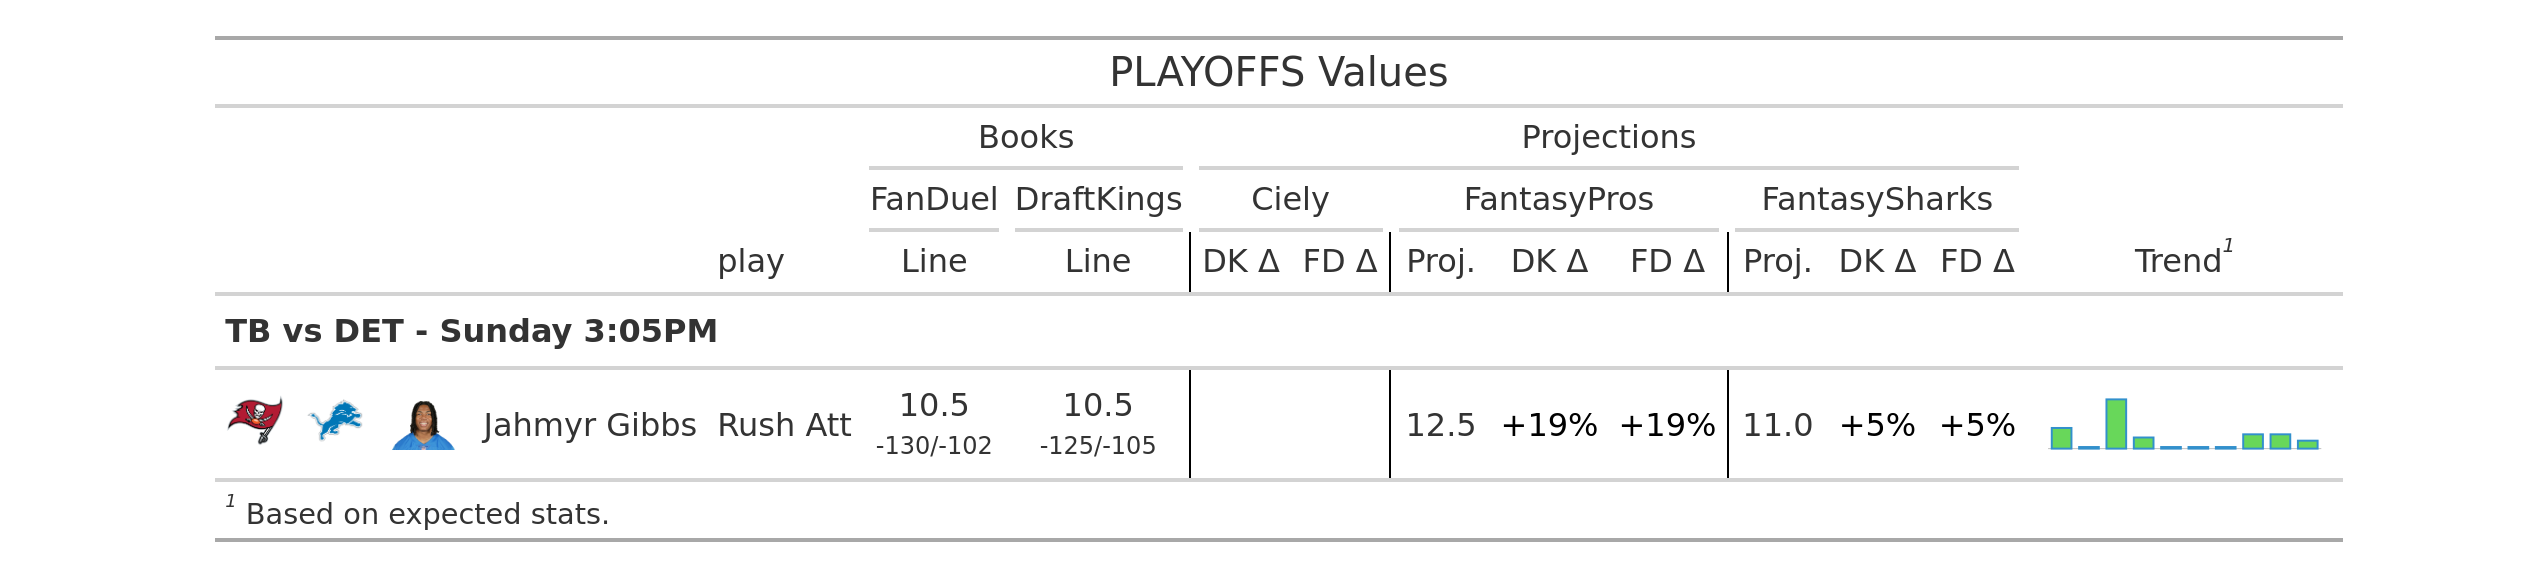 PLAYOFFS Values
Books Projections
FanDuel DraftKings Ciely FantasyPros FantasySharks
play Line Line DK Δ FD Δ Proj. DK Δ FD Δ Proj. DK Δ FD Δ Trend1
TB vs DET - Sunday 3:05PM
Jahmyr Gibbs Rush Att 10.5 10.5 12.5 +19% +19% 11.0 +5% +5%
-130/-102 -125/-105
1 Based on expected stats.